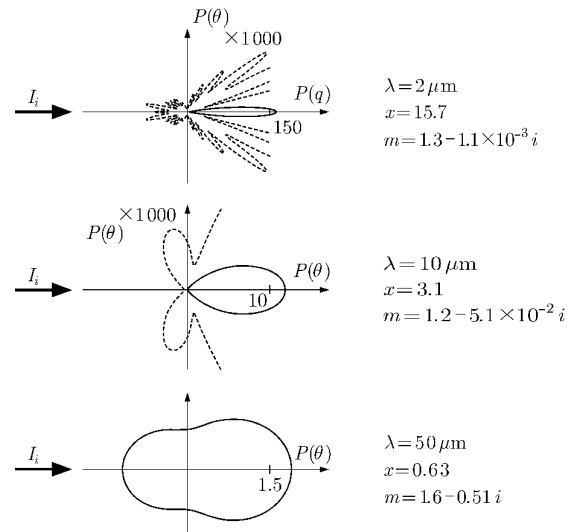 P(θ)
×1000
I_i
P(q)
150
λ=2 μm
x=15.7
m=1.3−1.1×10⁻³ i
×1000
P(θ)
I_i
P(θ)
10
λ=10 μm
x=3.1
m=1.2−5.1×10⁻² i
I_i
P(θ)
1.5
λ=50 μm
x=0.63
m=1.6−0.51 i